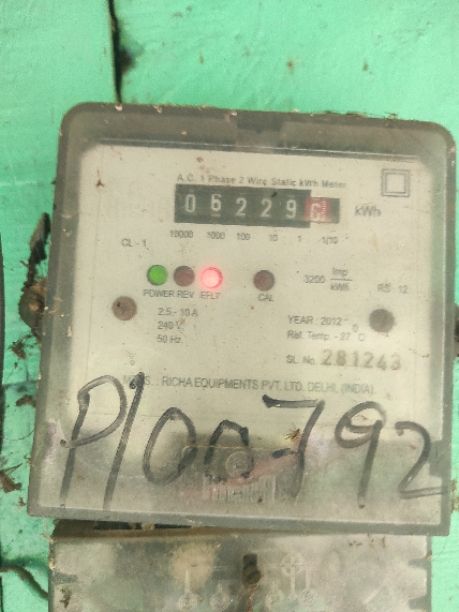 A.C. 1 Phase 2 Wire Static kWh Meter
06229
kWh
10000 1000 100 10 1 1/10
CL - 1
3200 Imp/kWh
RS 12
POWER REV EFLT CAL
2.5 - 10 A
240 V
50 Hz
YEARː 2012
Ref. Temp. - 27 °C
SL. No. 281243
RICHA EQUIPMENTS PVT. LTD. DELHI, (INDIA)
P/00792